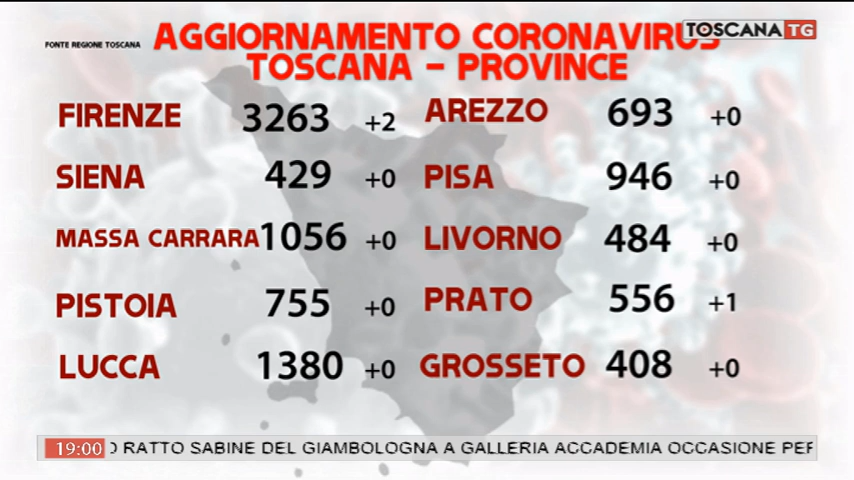 FONTE REGIONE TOSCANA
AGGIORNAMENTO CORONAVIRUS
TOSCANA TG
TOSCANA - PROVINCE
FIRENZE 3263 +2 AREZZO 693 +0
SIENA 429 +0 PISA 946 +0
MASSA CARRARA 1056 +0 LIVORNO 484 +0
PISTOIA 755 +0 PRATO 556 +1
LUCCA 1380 +0 GROSSETO 408 +0
19:00 O RATTO SABINE DEL GIAMBOLOGNA A GALLERIA ACCADEMIA OCCASIONE PER